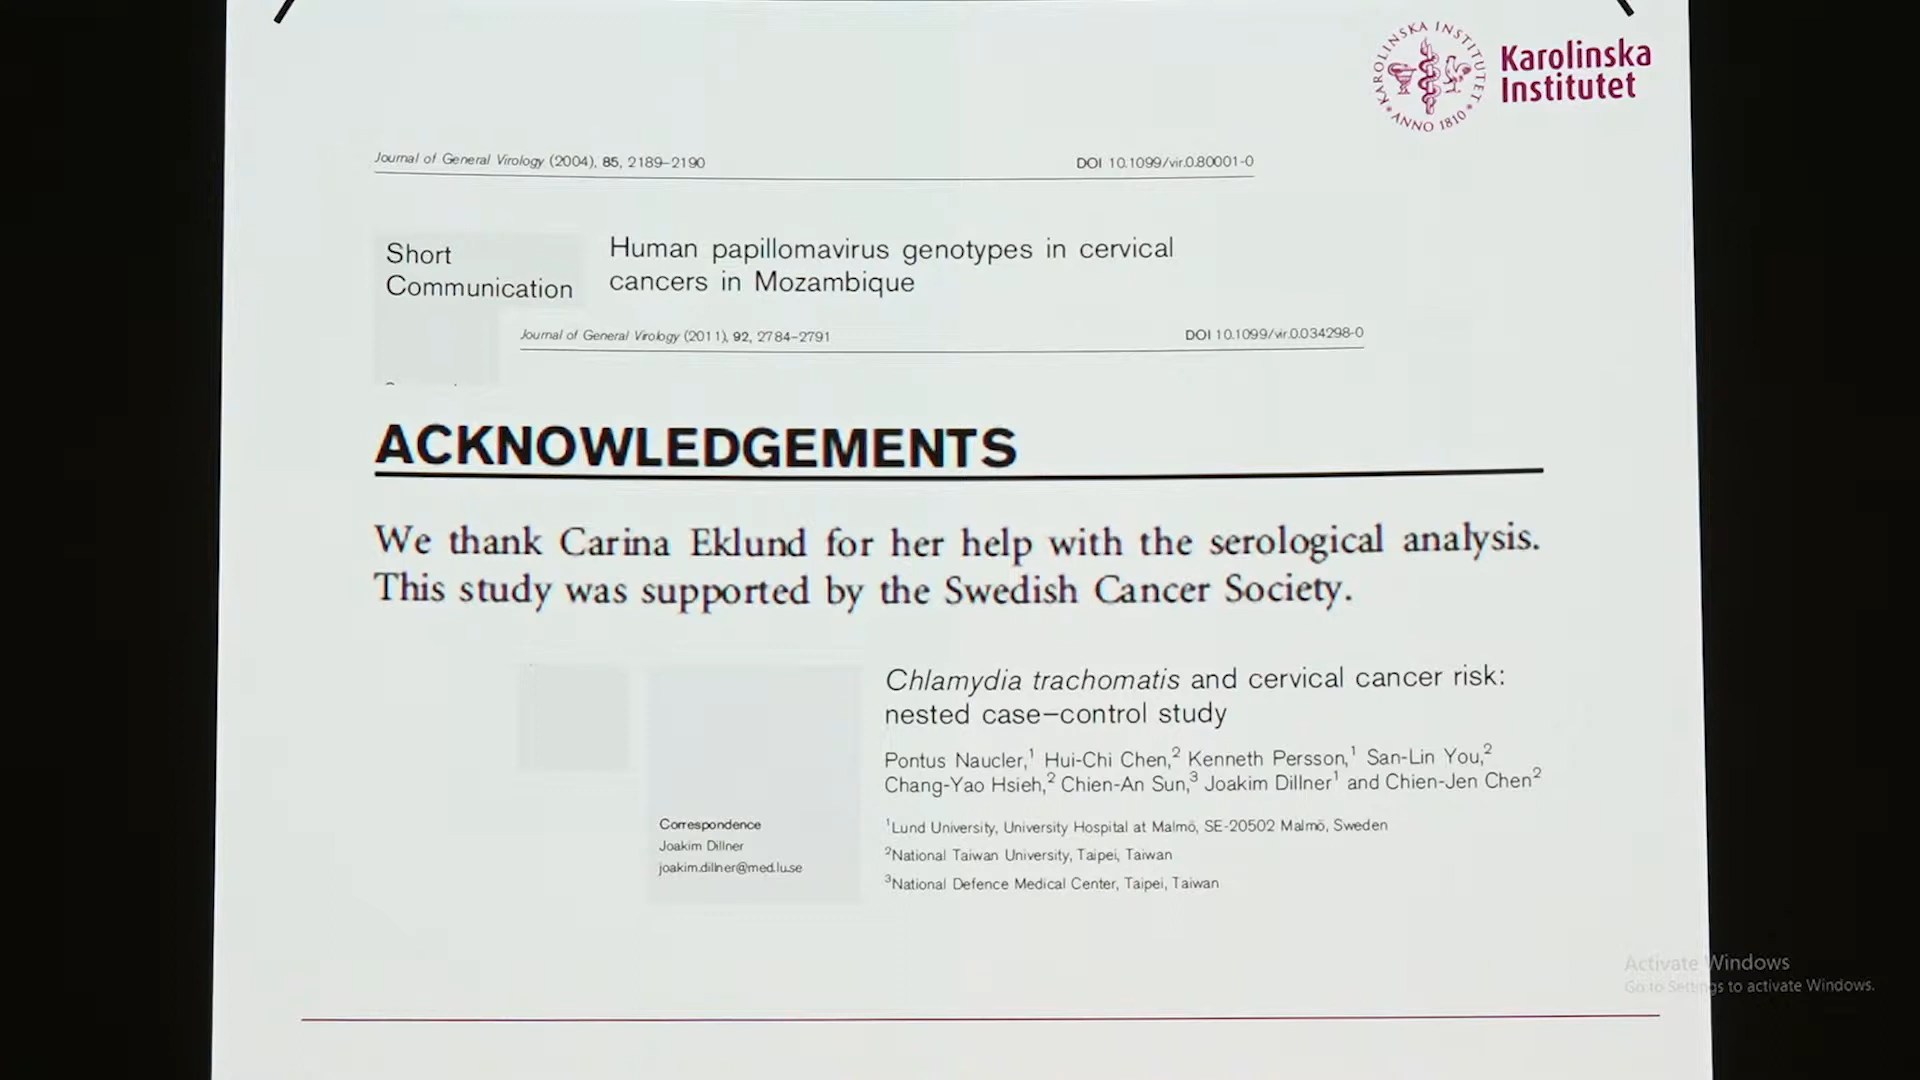 KAROLINSKA INSTITUTET
ANNO 1810
Karolinska
Institutet
Journal of General Virology (2004), 85, 2189–2190
DOI 10.1099/vir.0.80001-0
Short
Communication
Human papillomavirus genotypes in cervical
cancers in Mozambique
Journal of General Virology (2011), 92, 2784–2791
DOI 10.1099/vir.0.034298-0
ACKNOWLEDGEMENTS
We thank Carina Eklund for her help with the serological analysis.
This study was supported by the Swedish Cancer Society.
Chlamydia trachomatis and cervical cancer risk:
nested case–control study
Pontus Naucler,1 Hui-Chi Chen,2 Kenneth Persson,1 San-Lin You,2
Chang-Yao Hsieh,2 Chien-An Sun,3 Joakim Dillner1 and Chien-Jen Chen2
Correspondence
Joakim Dillner
joakim.dillner@med.lu.se
1Lund University, University Hospital at Malmö, SE-20502 Malmö, Sweden
2National Taiwan University, Taipei, Taiwan
3National Defence Medical Center, Taipei, Taiwan
Activate Windows
Go to Settings to activate Windows.